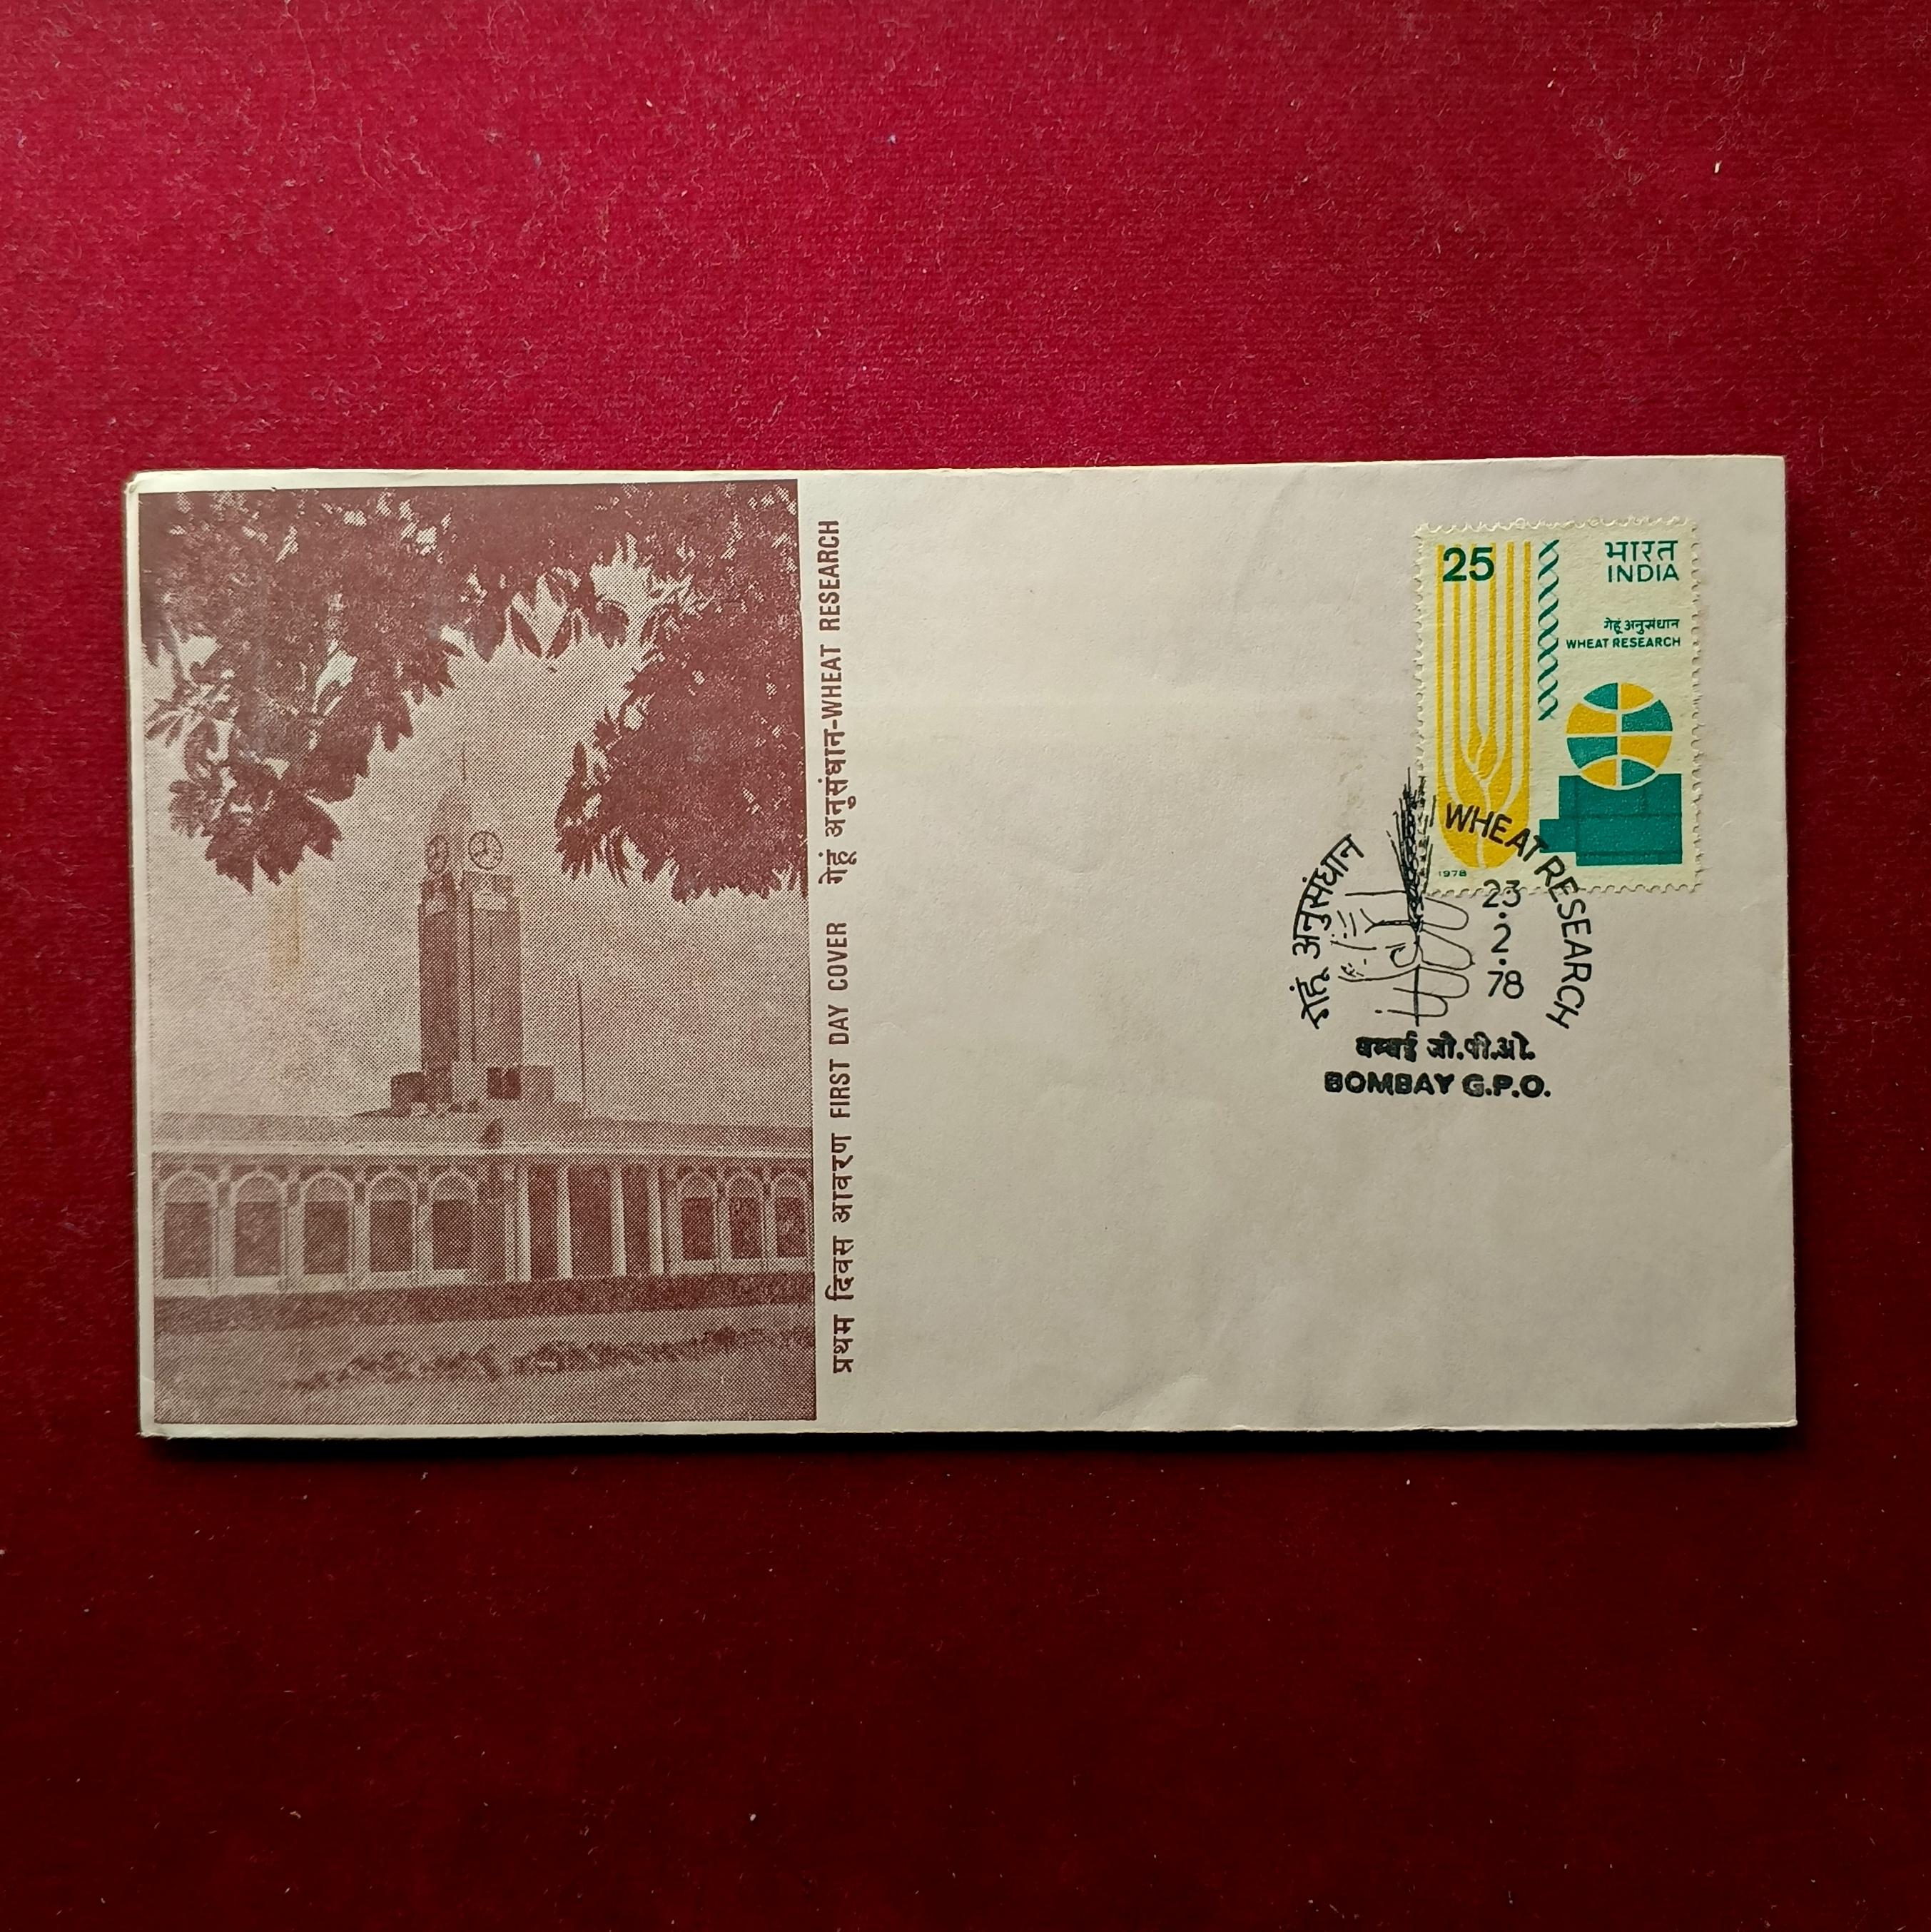 प्रथम दिवस आवरण FIRST DAY COVER गेहूं अनुसंधान-WHEAT RESEARCH
25
भारत
INDIA
गेहूं अनुसंधान
WHEAT RESEARCH
1978
गेहूं अनुसंधान
WHEAT RESEARCH
23
.
2
.
78
बम्बई जी.पी.ओ.
BOMBAY G.P.O.